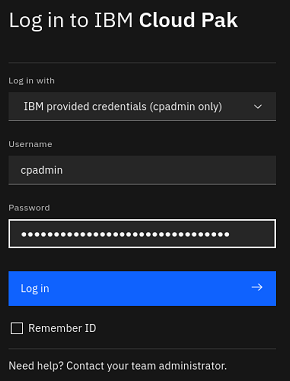 Log in to IBM Cloud Pak
Log in with
IBM provided credentials (cpadmin only)
Username
cpadmin
Password
••••••••••••••••••••••••••••••••
Log in
Remember ID
Need help? Contact your team administrator.